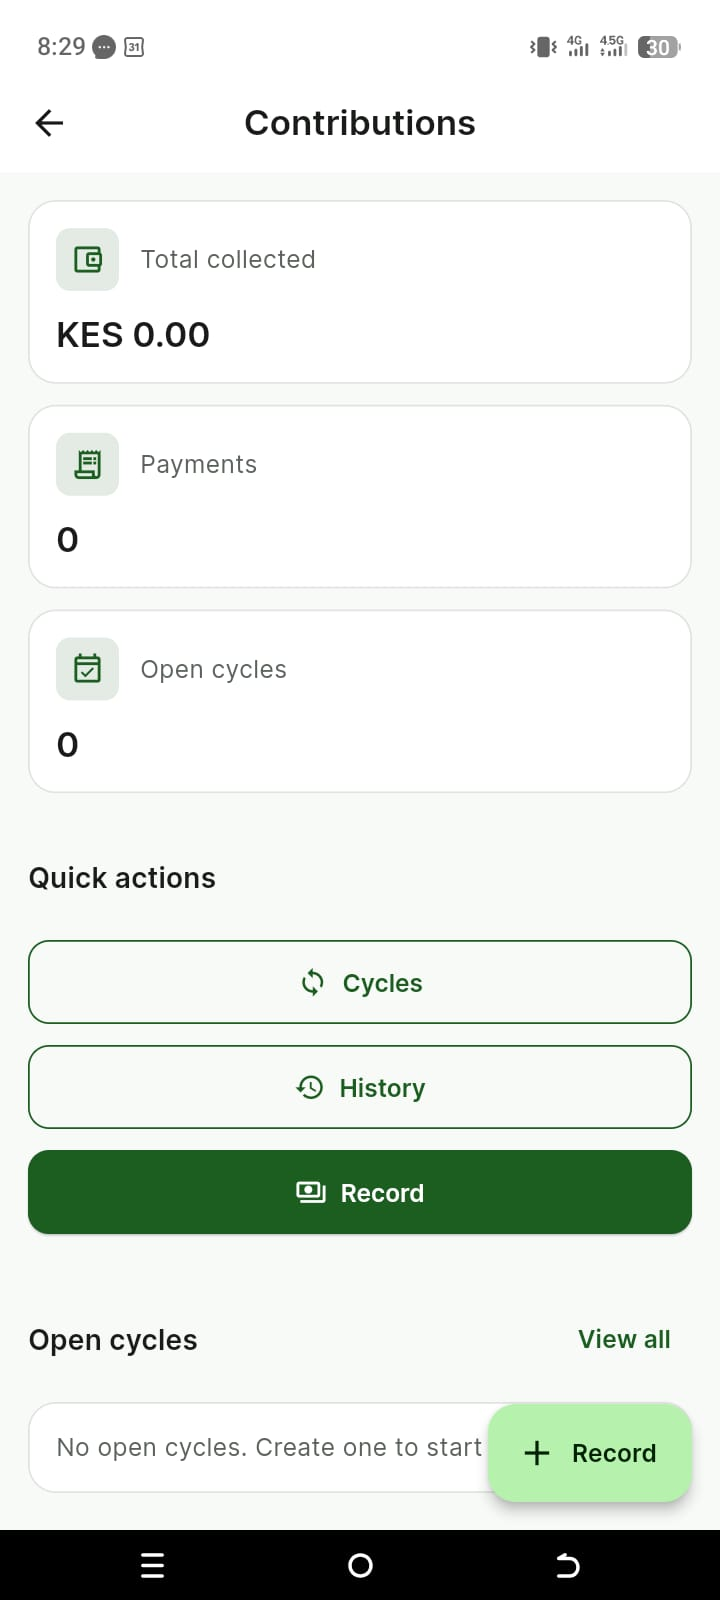 8:29
31
4G
4.5G
30
Contributions
Total collected
KES 0.00
Payments
0
Open cycles
0
Quick actions
Cycles
History
Record
Open cycles
View all
No open cycles. Create one to start
Record